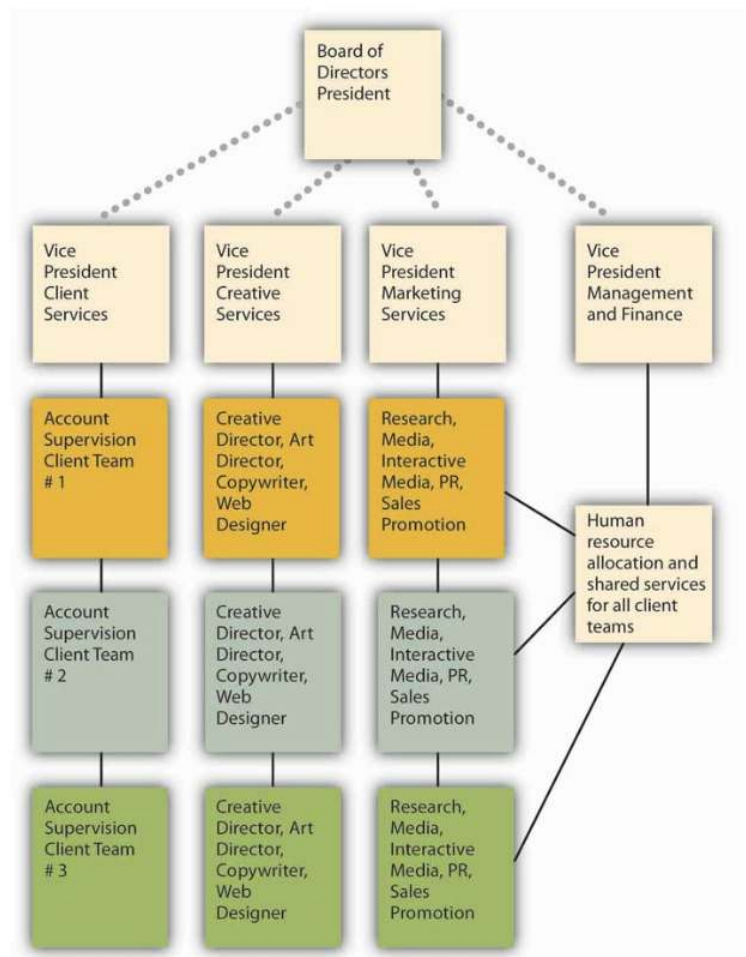 Board of
Directors
President
Vice
President
Client
Services
Vice
President
Creative
Services
Vice
President
Marketing
Services
Vice
President
Management
and Finance
Account
Supervision
Client Team
# 1
Creative
Director, Art
Director,
Copywriter,
Web
Designer
Research,
Media,
Interactive
Media, PR,
Sales
Promotion
Human
resource
allocation and
shared services
for all client
teams
Account
Supervision
Client Team
# 2
Creative
Director, Art
Director,
Copywriter,
Web
Designer
Research,
Media,
Interactive
Media, PR,
Sales
Promotion
Account
Supervision
Client Team
# 3
Creative
Director, Art
Director,
Copywriter,
Web
Designer
Research,
Media,
Interactive
Media, PR,
Sales
Promotion